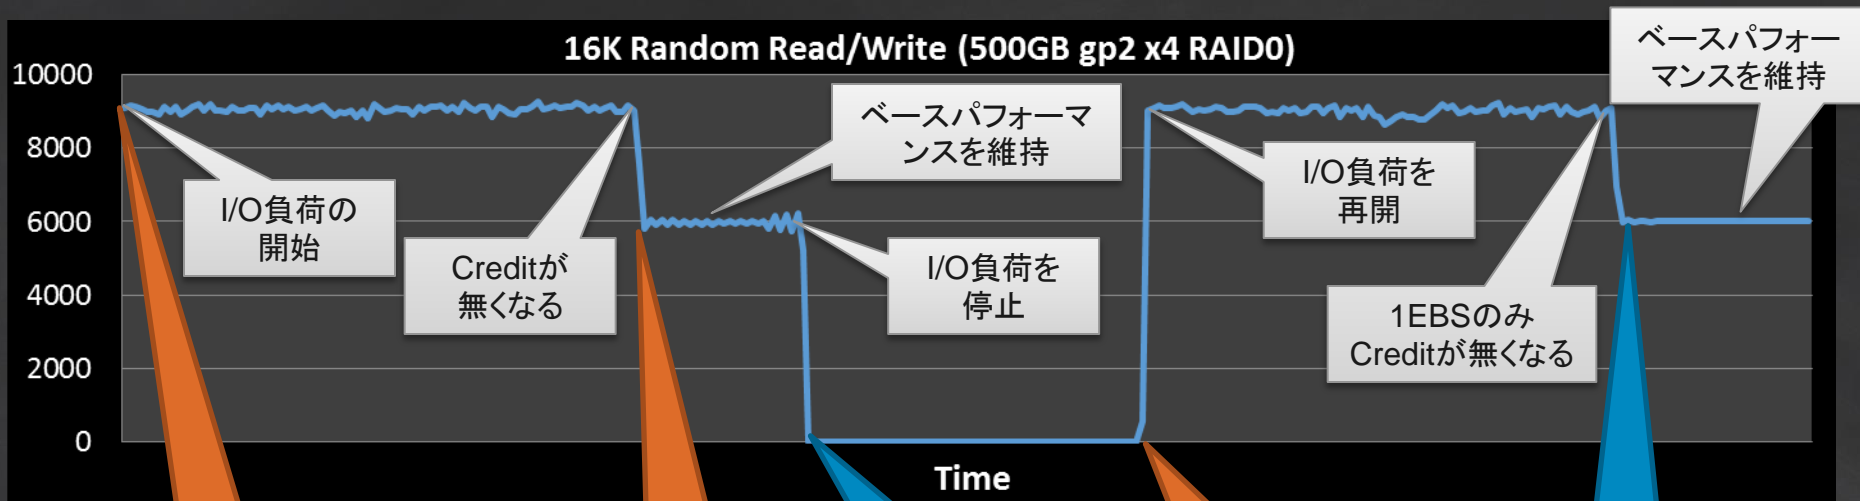 16K Random Read/Write (500GB gp2 x4 RAID0)
10000
8000
6000
4000
2000
0
I/O負荷の
開始
Creditが
無くなる
ベースパフォーマ
ンスを維持
I/O負荷を
停止
I/O負荷を
再開
1EBSのみ
Creditが無くなる
ベースパフォー
マンスを維持
Time